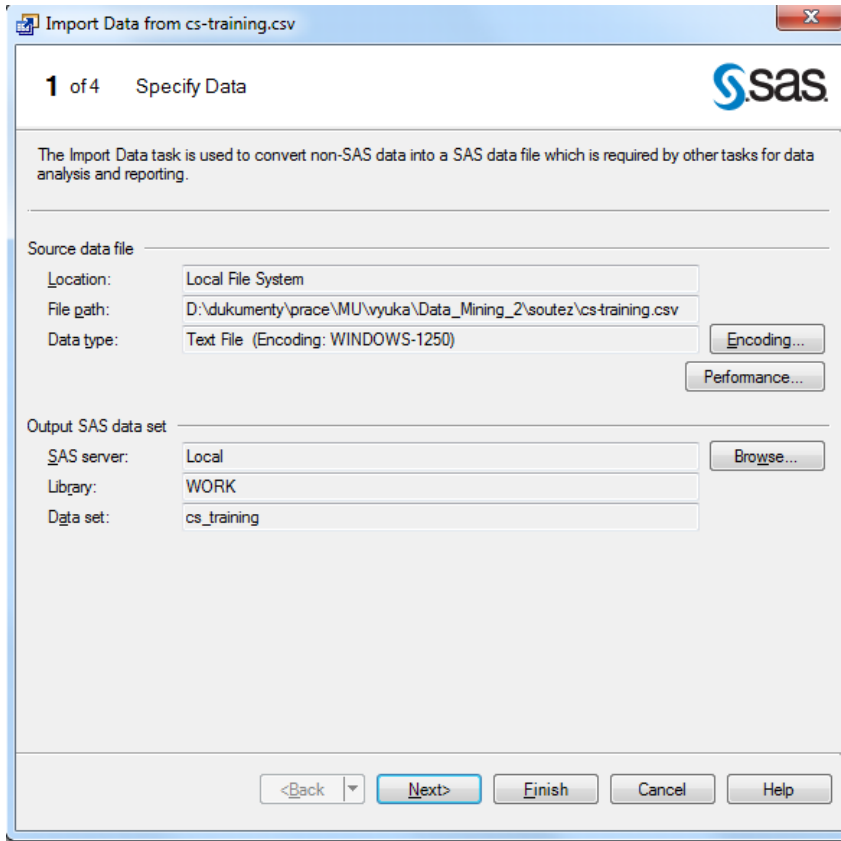 Import Data from cs-training.csv
x
1 of 4 Specify Data
sas
The Import Data task is used to convert non-SAS data into a SAS data file which is required by other tasks for data
analysis and reporting.
Source data file
Location: Local File System
File path: D:\dukumenty\prace\MU\vyuka\Data_Mining_2\soutez\cs-training.csv
Data type: Text File (Encoding: WINDOWS-1250) Encoding...
Performance...
Output SAS data set
SAS server: Local Browse...
Library: WORK
Data set: cs_training
<Back Next> Finish Cancel Help